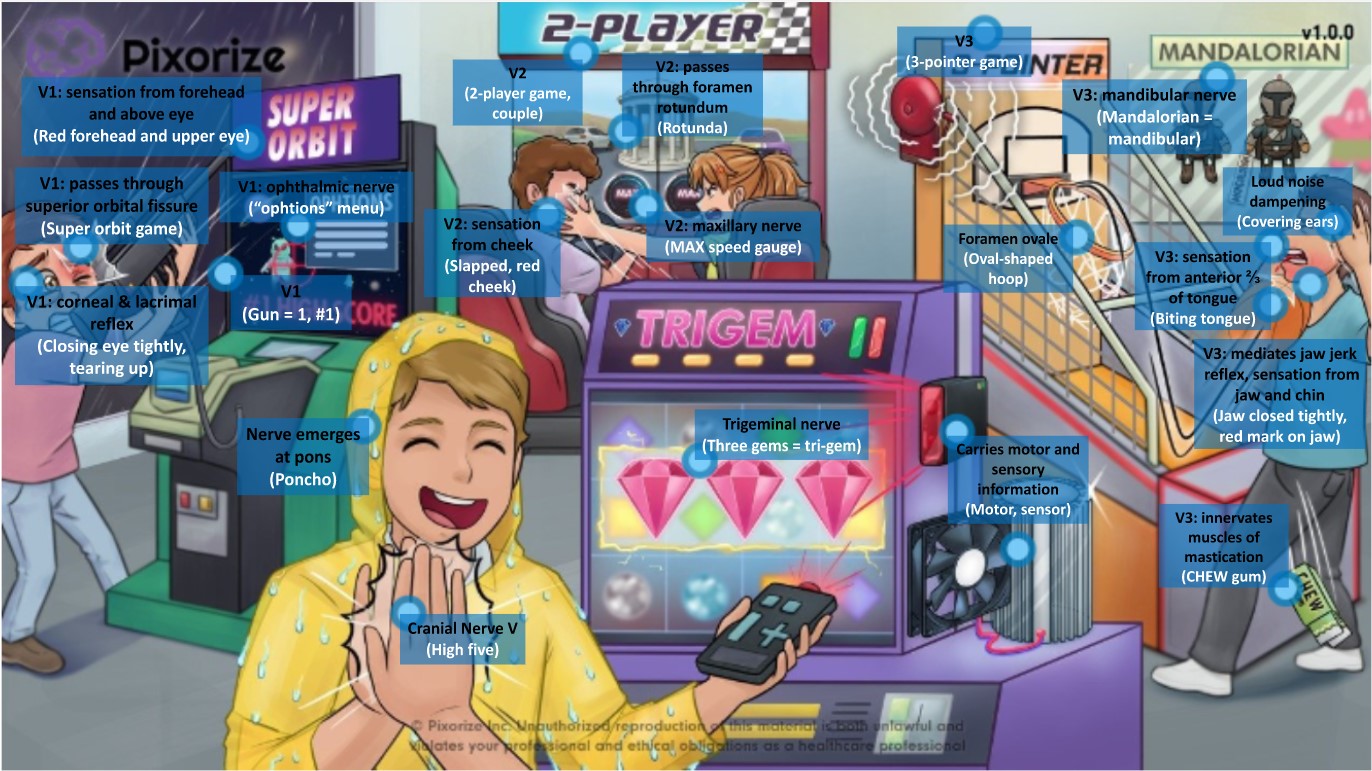 Pixorize
2-PLAYER
3-POINTER
v1.0.0
MANDALORIAN
V1: sensation from forehead
and above eye
(Red forehead and upper eye)
SUPER
ORBIT
V2
(2-player game,
couple)
V2: passes
through foramen
rotundum
(Rotunda)
V3
(3-pointer game)
V3: mandibular nerve
(Mandalorian =
mandibular)
V1: passes through
superior orbital fissure
(Super orbit game)
V1: ophthalmic nerve
(“ophtions” menu)
V2: sensation
from cheek
(Slapped, red
cheek)
V2: maxillary nerve
(MAX speed gauge)
Loud noise
dampening
(Covering ears)
Foramen ovale
(Oval-shaped
hoop)
V3: sensation
from anterior ⅔
of tongue
(Biting tongue)
V1: corneal & lacrimal
reflex
(Closing eye tightly,
tearing up)
V1
(Gun = 1, #1)
TRIGEM
V3: mediates jaw jerk
reflex, sensation from
jaw and chin
(Jaw closed tightly,
red mark on jaw)
Nerve emerges
at pons
(Poncho)
Trigeminal nerve
(Three gems = tri-gem)
Carries motor and
sensory
information
(Motor, sensor)
V3: innervates
muscles of
mastication
(CHEW gum)
CHEW
Cranial Nerve V
(High five)
© Pixorize Inc. Unauthorized reproduction of this material is both unlawful and
violates your professional and ethical obligations as a healthcare professional